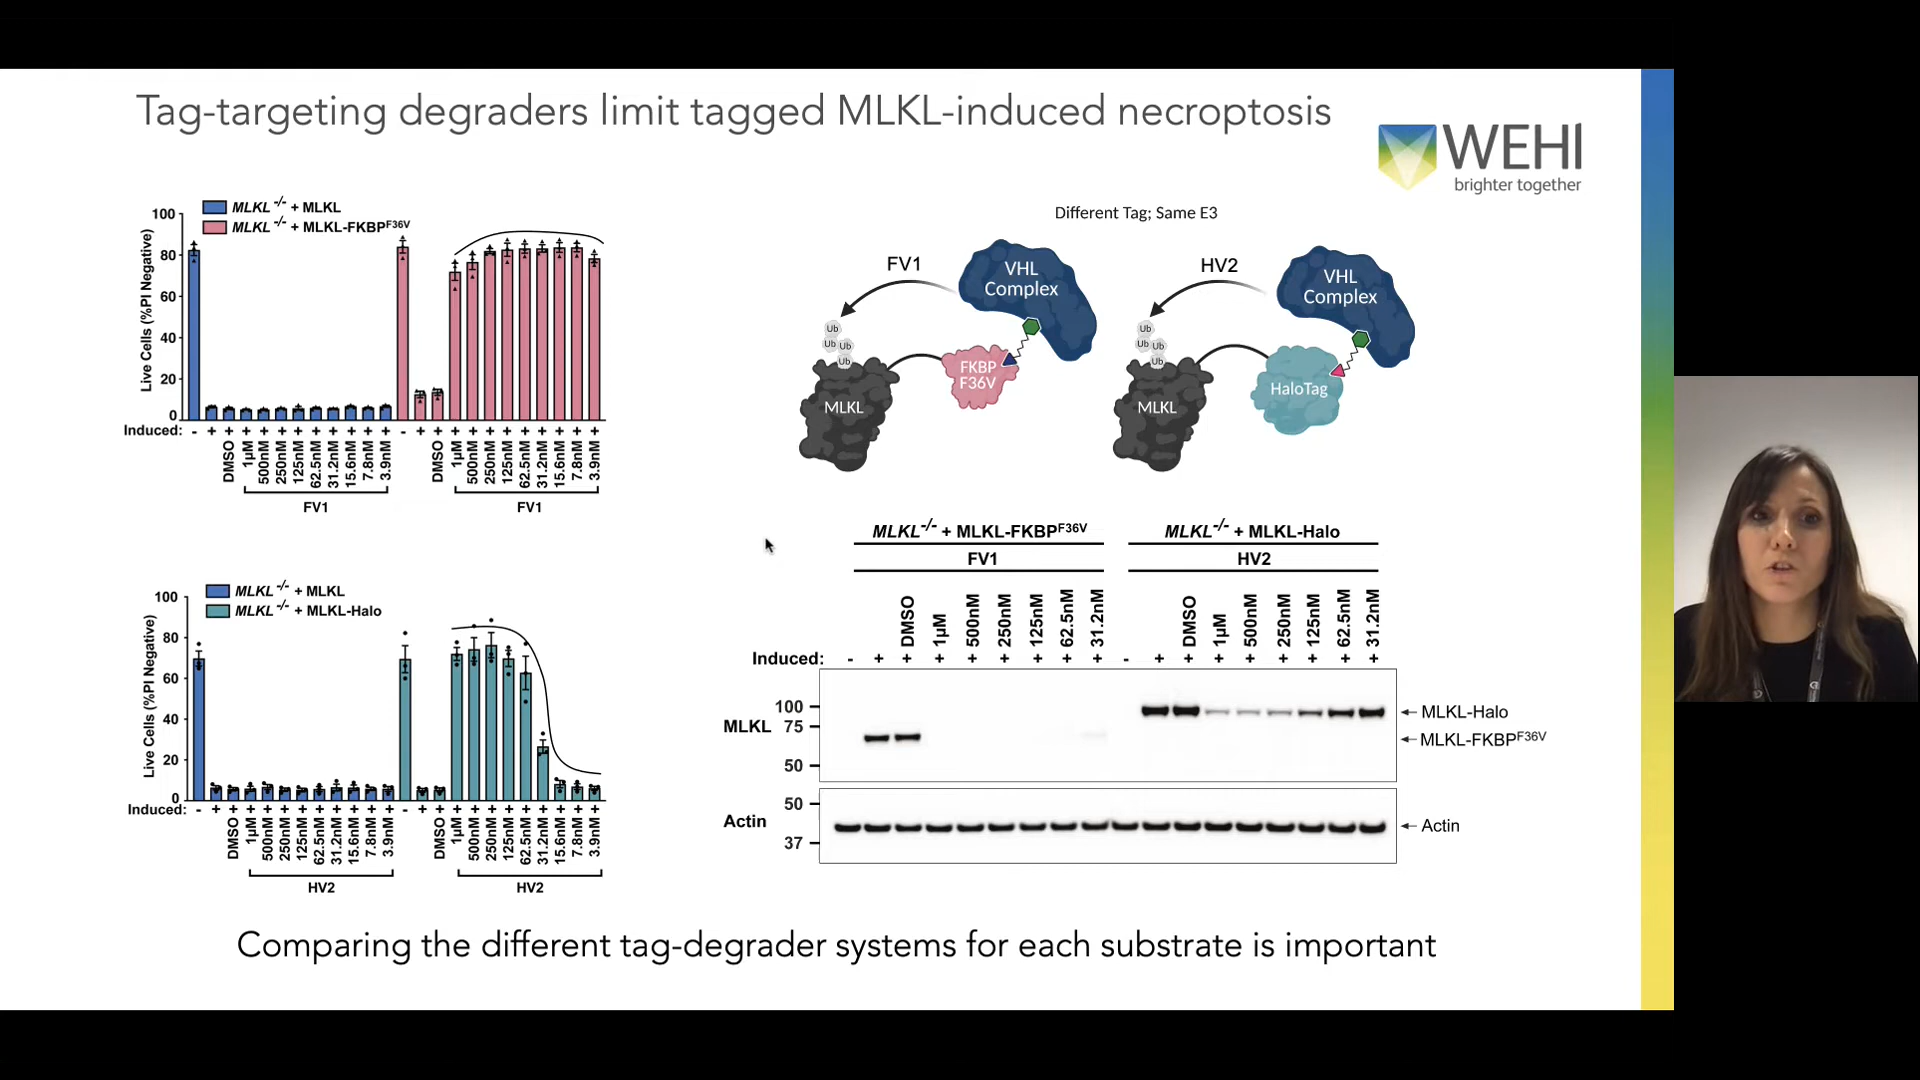 Tag-targeting degraders limit tagged MLKL-induced necroptosis
WEHI
brighter together
MLKL -/- + MLKL
MLKL -/- + MLKL-FKBPF36V
Live Cells (%PI Negative)
100
80
60
40
20
0
Induced: - + + + + + + + + + + + - + + + + + + + + + + +
DMSO 1µM 500nM 250nM 125nM 62.5nM 31.2nM 15.6nM 7.8nM 3.9nM DMSO 1µM 500nM 250nM 125nM 62.5nM 31.2nM 15.6nM 7.8nM 3.9nM
FV1 FV1
MLKL -/- + MLKL
MLKL -/- + MLKL-Halo
Live Cells (%PI Negative)
100
80
60
40
20
0
Induced: - + + + + + + + + + + + - + + + + + + + + + + +
DMSO 1µM 500nM 250nM 125nM 62.5nM 31.2nM 15.6nM 7.8nM 3.9nM DMSO 1µM 500nM 250nM 125nM 62.5nM 31.2nM 15.6nM 7.8nM 3.9nM
HV2 HV2
Different Tag; Same E3
FV1
VHL
Complex
Ub
Ub
Ub
Ub
FKBP
F36V
MLKL
HV2
VHL
Complex
Ub
Ub
Ub
Ub
HaloTag
MLKL
MLKL-/- + MLKL-FKBPF36V MLKL-/- + MLKL-Halo
FV1 HV2
DMSO 1µM 500nM 250nM 125nM 62.5nM 31.2nM DMSO 1µM 500nM 250nM 125nM 62.5nM 31.2nM
Induced: - + + + + + + + + - + + + + + + + +
MLKL
100
75
50
MLKL-Halo
MLKL-FKBPF36V
Actin
50
37
Actin
Comparing the different tag-degrader systems for each substrate is important